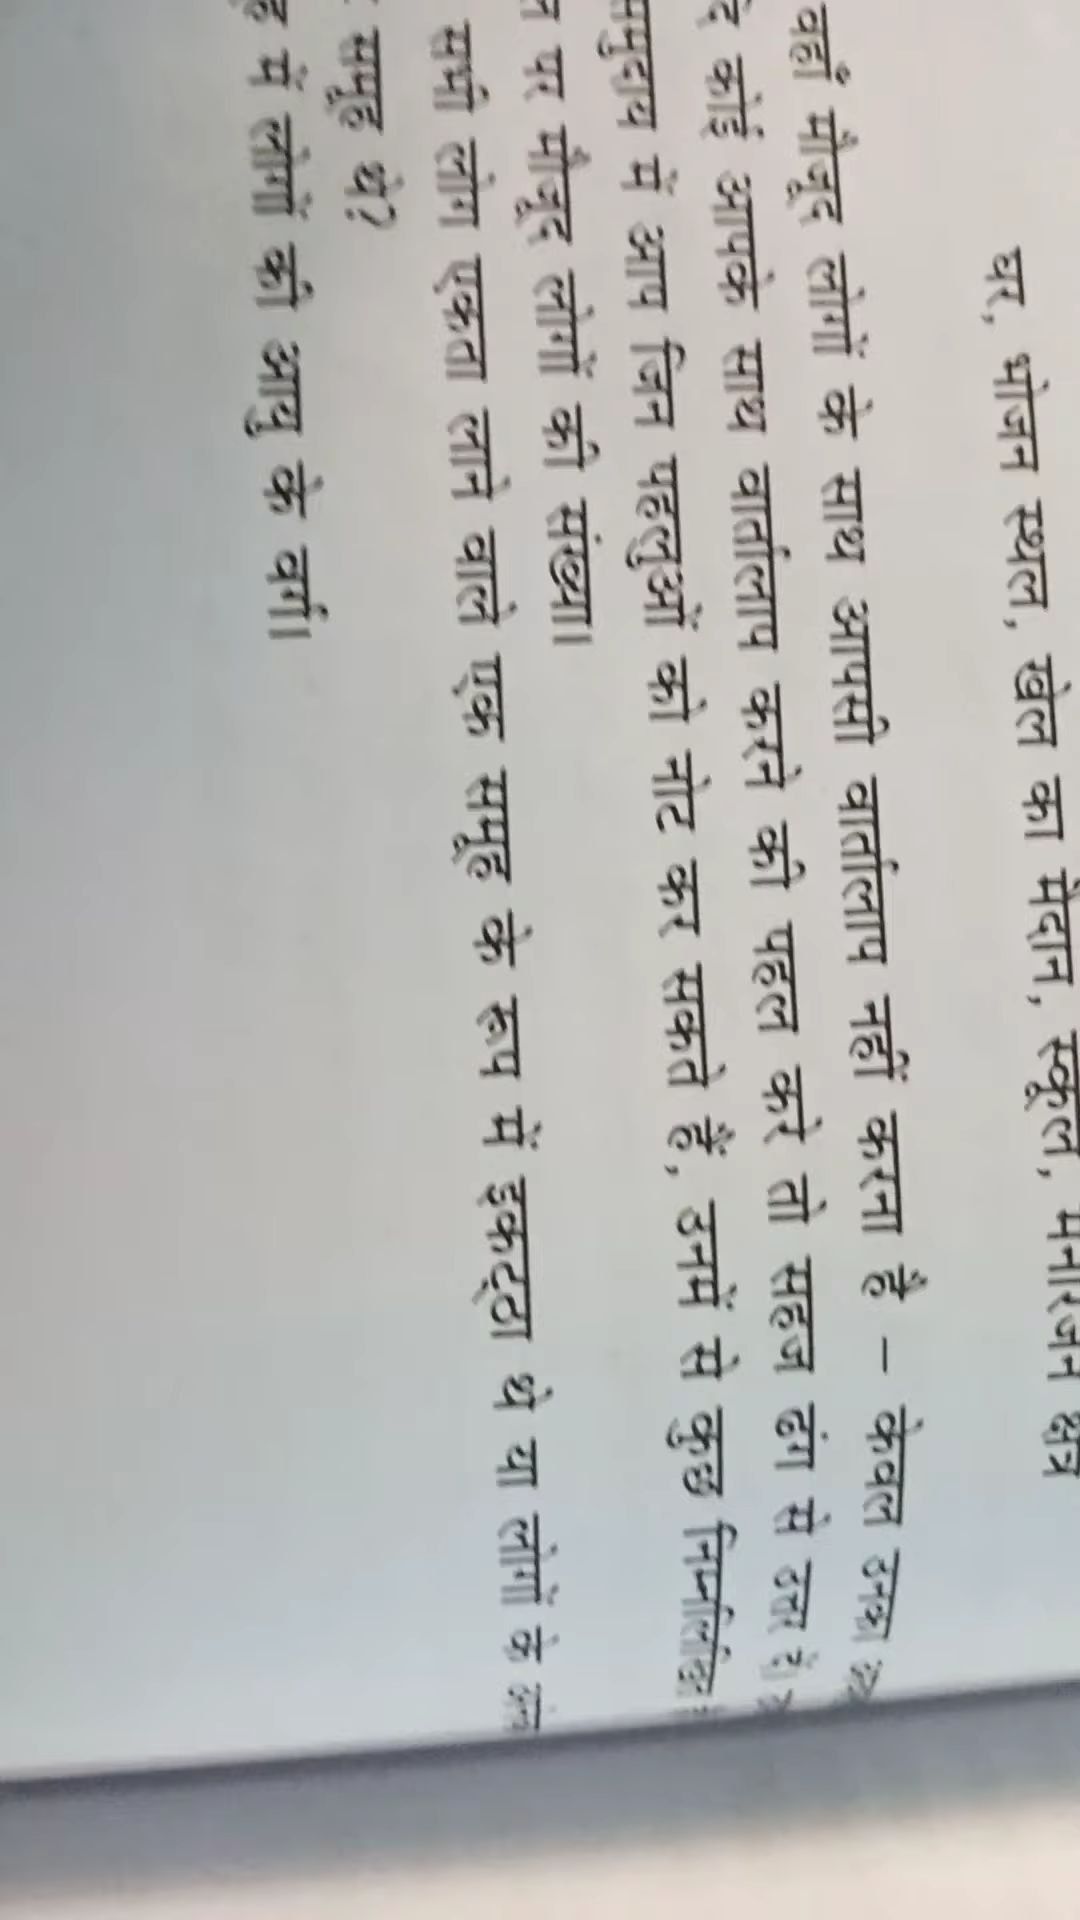 घर, भोजन स्थल, खेल का मैदान, स्कूल, मनोरंजन क्षेत्र
वहाँ मौजूद लोगों के साथ आपसी वार्तालाप नहीं करना है – केवल उनका
कोई आपके साथ वार्तालाप करने की पहल करे तो सहज ढंग से उत्तर दें।
समुदाय में आप जिन पहलुओं को नोट कर सकते हैं, उनमें से कुछ
पर मौजूद लोगों की संख्या।
सभी लोग एकता लाने वाले एक समूह के रूप में इकट्ठा थे या लोगों के
समूह थे?
में लोगों की आयु के वर्ग।